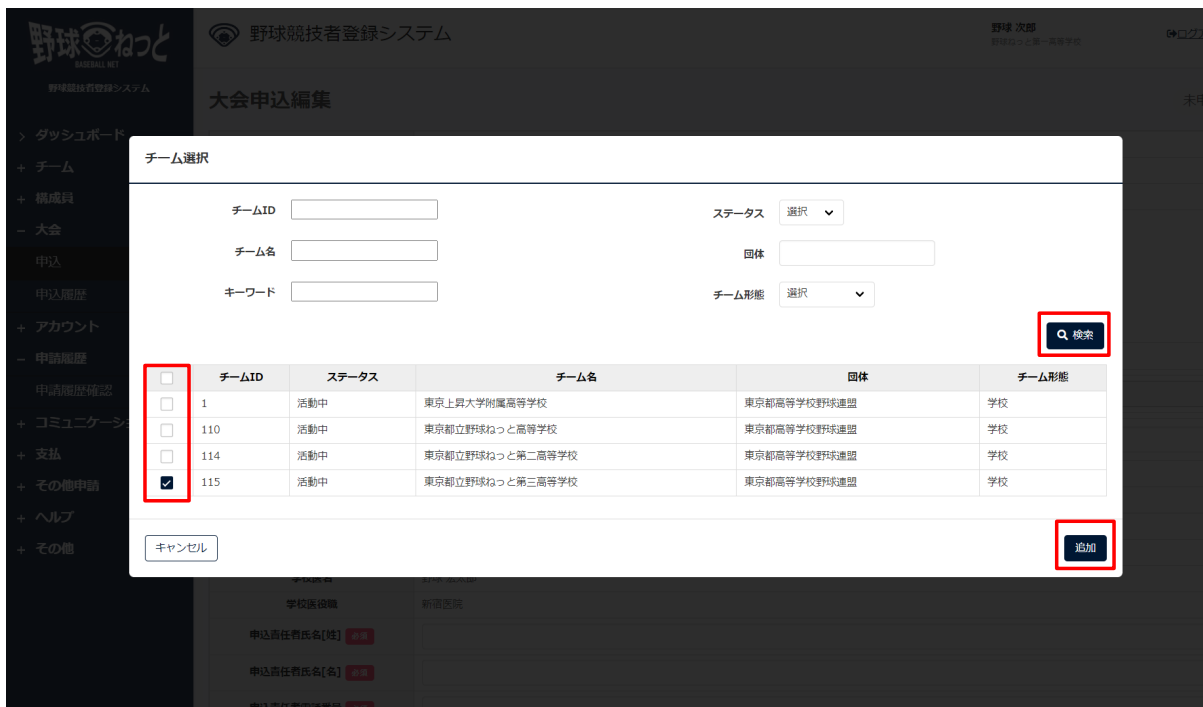 野球ねっと
BASEBALL NET
野球競技者登録システム
野球競技者登録システム
野球 次郎
野球ねっと第一高等学校
大会申込編集
> ダッシュボード
+ チーム
+ 構成員
− 大会
申込
申込履歴
+ アカウント
− 申請履歴
申請履歴確認
+ コミュニケーショ
+ 支払
+ その他申請
+ ヘルプ
+ その他
チーム選択
チームID
ステータス 選択
チーム名
団体
キーワード
チーム形態 選択
検索
チームID ステータス チーム名 団体 チーム形態
1 活動中 東京上昇大学附属高等学校 東京都高等学校野球連盟 学校
110 活動中 東京都立野球ねっと高等学校 東京都高等学校野球連盟 学校
114 活動中 東京都立野球ねっと第二高等学校 東京都高等学校野球連盟 学校
115 活動中 東京都立野球ねっと第三高等学校 東京都高等学校野球連盟 学校
キャンセル
追加
学校医役職 新宿医院
申込責任者氏名[姓] 必須
申込責任者氏名[名] 必須